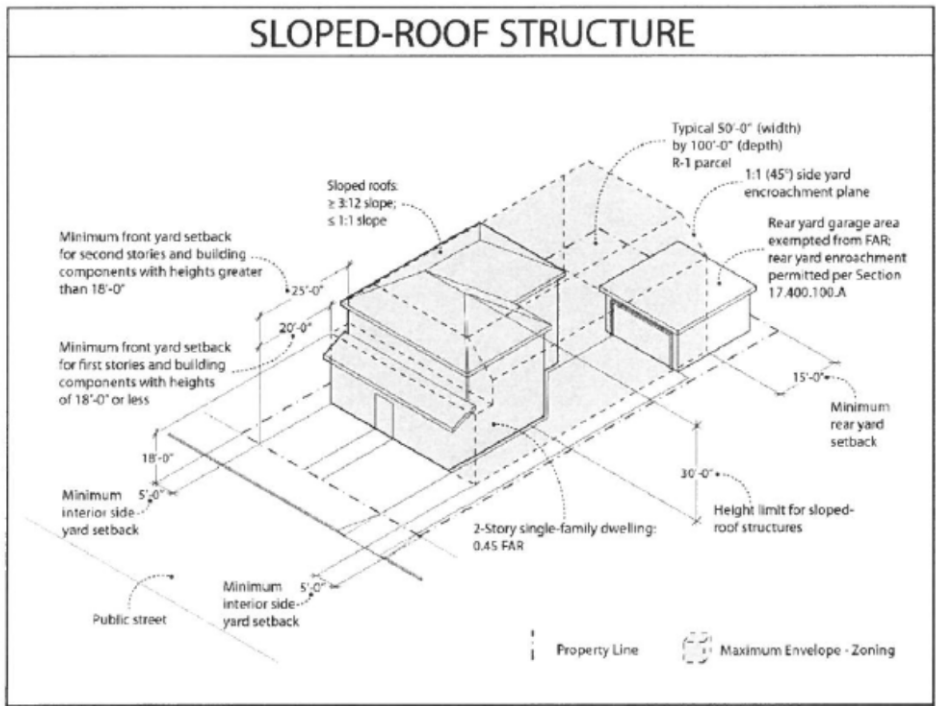 SLOPED-ROOF STRUCTURE
Typical 50'-0" (width)
by 100'-0" (depth)
R-1 parcel
1:1 (45°) side yard
encroachment plane
Sloped roofs:
≥ 3:12 slope;
≤ 1:1 slope
Rear yard garage area
exempted from FAR;
rear yard enroachment
permitted per Section
17.400.100.A
Minimum front yard setback
for second stories and building
components with heights greater
than 18'-0"
25'-0"
20'-0"
Minimum front yard setback
for first stories and building
components with heights
of 18'-0" or less
15'-0"
Minimum
rear yard
setback
18'-0"
5'-0"
Minimum
interior side
yard setback
30'-0"
Height limit for sloped-
roof structures
2-Story single-family dwelling:
0.45 FAR
5'-0"
Minimum
interior side
yard setback
Public street
Property Line
Maximum Envelope - Zoning